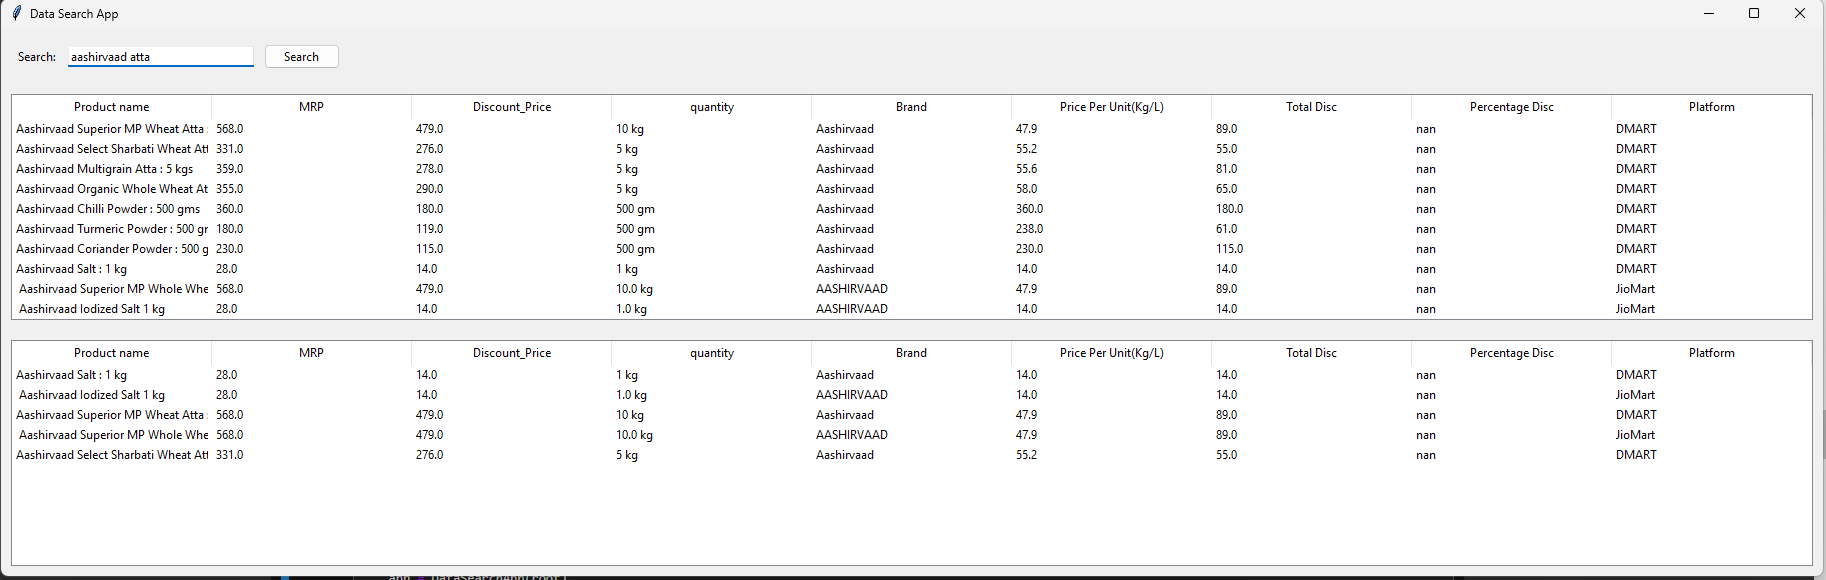 Data Search App
Search: aashirvaad atta Search
Product name MRP Discount_Price quantity Brand Price Per Unit(Kg/L) Total Disc Percentage Disc Platform
Aashirvaad Superior MP Wheat Atta : 568.0 479.0 10 kg Aashirvaad 47.9 89.0 nan DMART
Aashirvaad Select Sharbati Wheat Att 331.0 276.0 5 kg Aashirvaad 55.2 55.0 nan DMART
Aashirvaad Multigrain Atta : 5 kgs 359.0 278.0 5 kg Aashirvaad 55.6 81.0 nan DMART
Aashirvaad Organic Whole Wheat At 355.0 290.0 5 kg Aashirvaad 58.0 65.0 nan DMART
Aashirvaad Chilli Powder : 500 gms 360.0 180.0 500 gm Aashirvaad 360.0 180.0 nan DMART
Aashirvaad Turmeric Powder : 500 gr 180.0 119.0 500 gm Aashirvaad 238.0 61.0 nan DMART
Aashirvaad Coriander Powder : 500 g 230.0 115.0 500 gm Aashirvaad 230.0 115.0 nan DMART
Aashirvaad Salt : 1 kg 28.0 14.0 1 kg Aashirvaad 14.0 14.0 nan DMART
Aashirvaad Superior MP Whole Whe 568.0 479.0 10.0 kg AASHIRVAAD 47.9 89.0 nan JioMart
Aashirvaad Iodized Salt 1 kg 28.0 14.0 1.0 kg AASHIRVAAD 14.0 14.0 nan JioMart
Product name MRP Discount_Price quantity Brand Price Per Unit(Kg/L) Total Disc Percentage Disc Platform
Aashirvaad Salt : 1 kg 28.0 14.0 1 kg Aashirvaad 14.0 14.0 nan DMART
Aashirvaad Iodized Salt 1 kg 28.0 14.0 1.0 kg AASHIRVAAD 14.0 14.0 nan JioMart
Aashirvaad Superior MP Wheat Atta : 568.0 479.0 10 kg Aashirvaad 47.9 89.0 nan DMART
Aashirvaad Superior MP Whole Whe 568.0 479.0 10.0 kg AASHIRVAAD 47.9 89.0 nan JioMart
Aashirvaad Select Sharbati Wheat Att 331.0 276.0 5 kg Aashirvaad 55.2 55.0 nan DMART